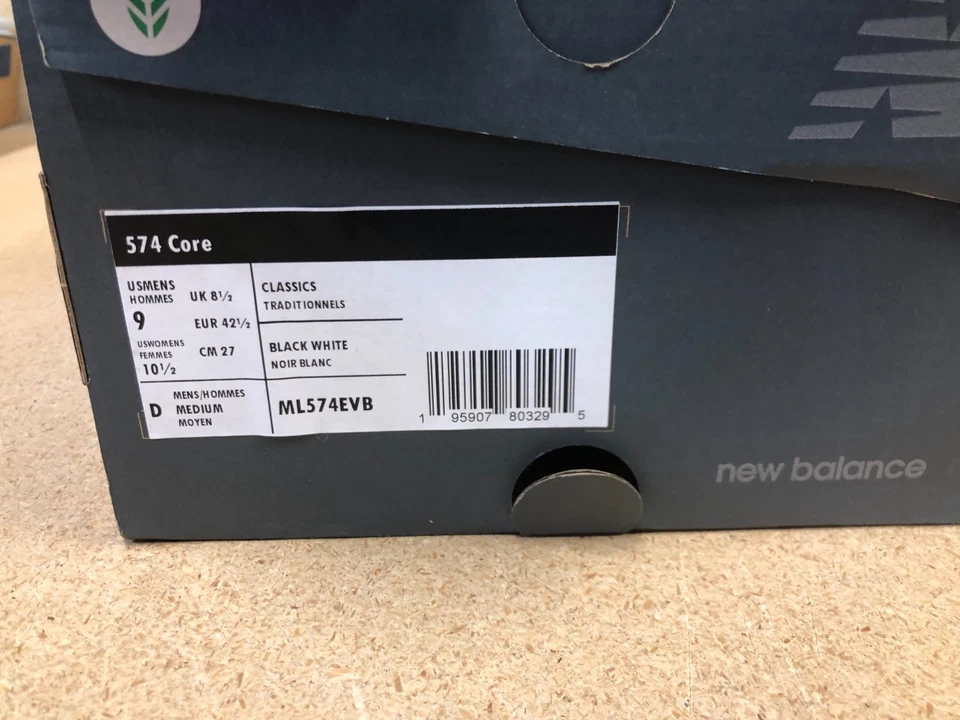 574 Core
USMENS
HOMMES
9
UK 8½
EUR 42½
USWOMENS
FEMMES
10½
CM 27
D
MENS/HOMMES
MEDIUM
MOYEN
CLASSICS
TRADITIONNELS
BLACK WHITE
NOIR BLANC
ML574EVB
1 95907 80329 5
new balance